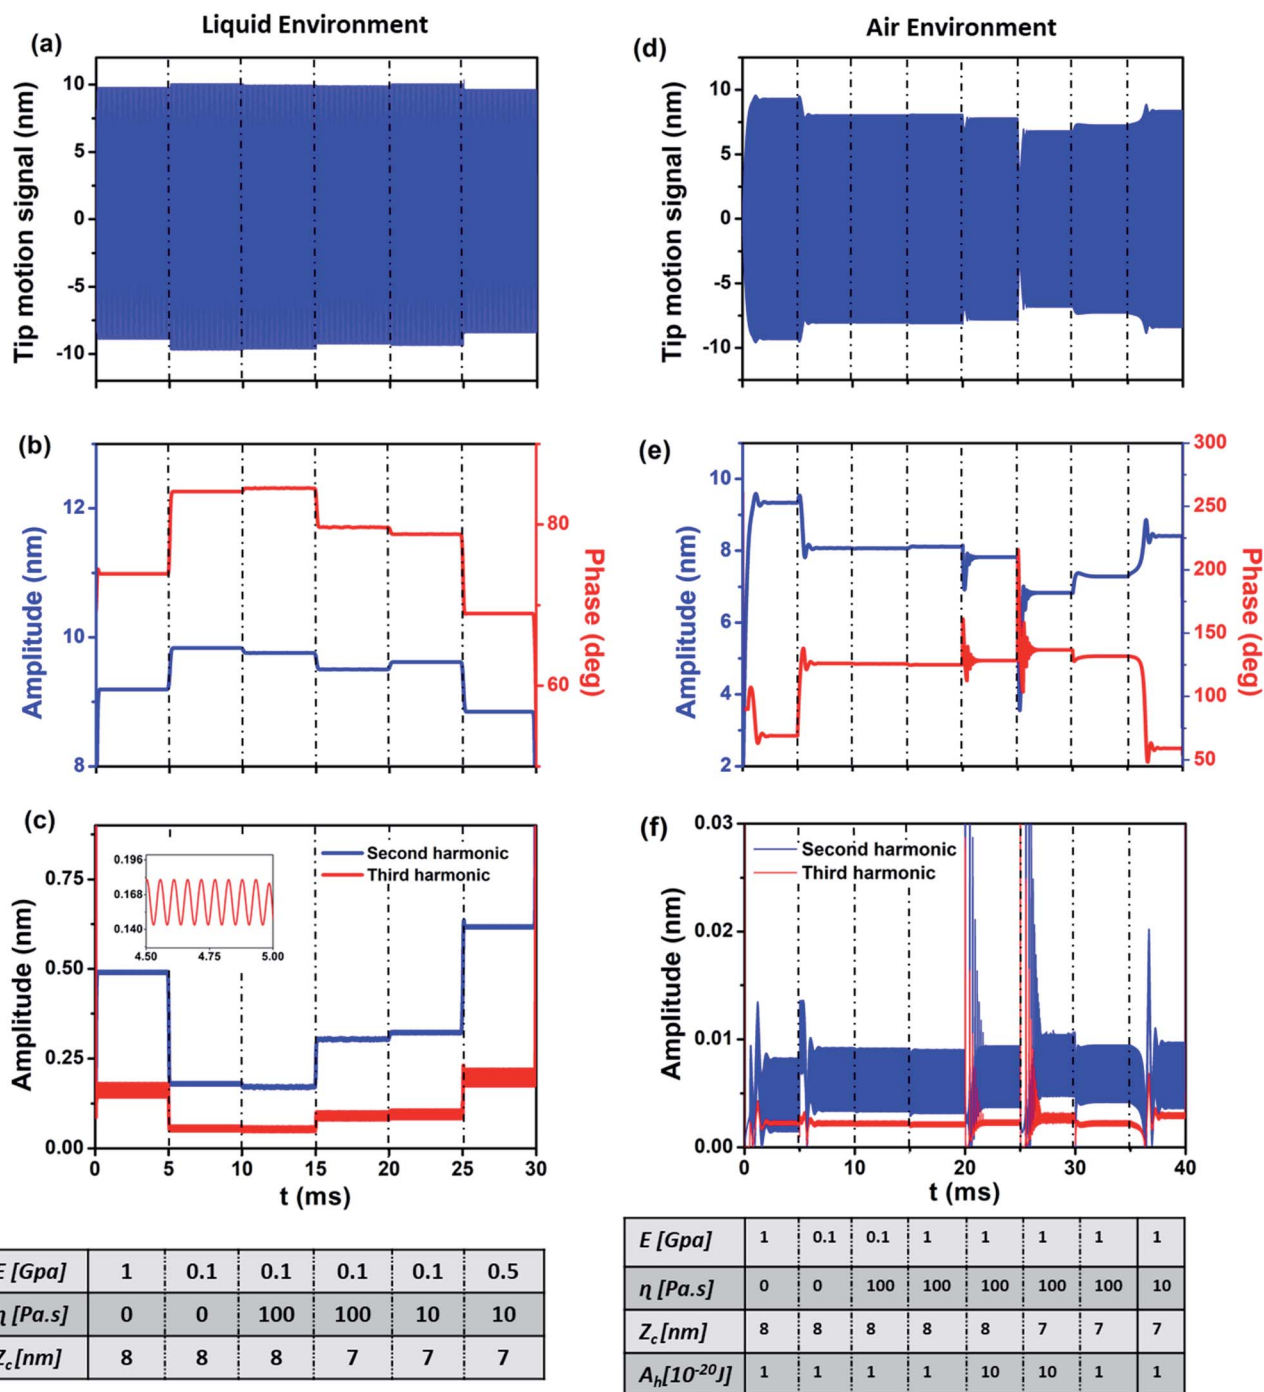 Liquid Environment
Air Environment
(a)
Tip motion signal (nm)
10
5
0
-5
-10
(d)
Tip motion signal (nm)
10
5
0
-5
-10
(b)
Amplitude (nm)
12
10
8
80
60
Phase (deg)
(e)
Amplitude (nm)
10
8
6
4
2
300
250
200
150
100
50
Phase (deg)
(c)
Amplitude (nm)
0.75
0.50
0.25
0.00
0.196
0.168
0.140
4.50 4.75 5.00
Second harmonic
Third harmonic
0 5 10 15 20 25 30
t (ms)
(f)
Amplitude (nm)
0.03
0.02
0.01
0.00
Second harmonic
Third harmonic
0 10 20 30 40
t (ms)
E [Gpa] 1 0.1 0.1 0.1 0.1 0.5
η [Pa.s] 0 0 100 100 10 10
Zc[nm] 8 8 8 7 7 7
E [Gpa] 1 0.1 0.1 1 1 1 1 1
η [Pa.s] 0 0 100 100 100 100 100 10
Zc[nm] 8 8 8 8 8 7 7 7
Ah[10-20J] 1 1 1 1 10 10 1 1